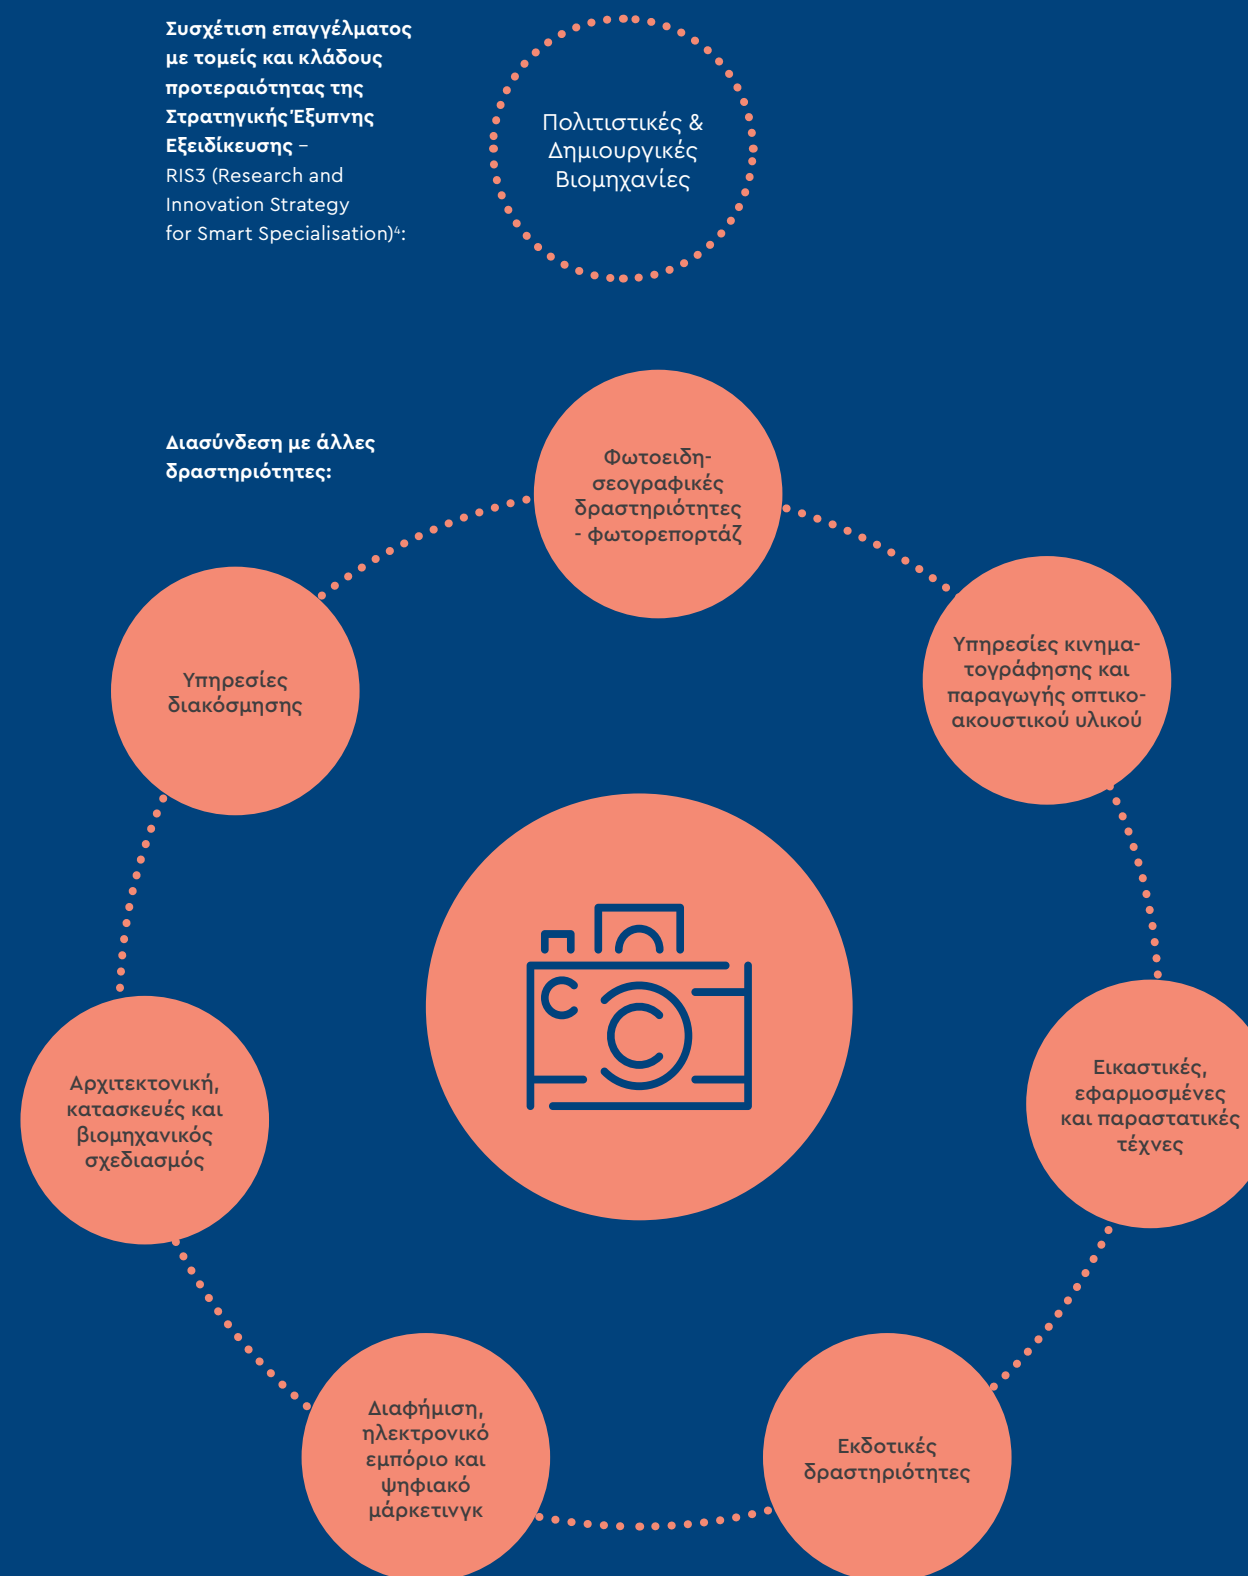 Συσχέτιση επαγγέλματος
με τομείς και κλάδους
προτεραιότητας της
Στρατηγικής Έξυπνης
Εξειδίκευσης –
RIS3 (Research and
Innovation Strategy
for Smart Specialisation)⁴:
Πολιτιστικές &
Δημιουργικές
Βιομηχανίες
Διασύνδεση με άλλες
δραστηριότητες:
Φωτοειδη-
σεογραφικές
δραστηριότητες
- φωτορεπορτάζ
Υπηρεσίες κινημα-
τογράφησης και
παραγωγής οπτικο-
ακουστικού υλικού
Υπηρεσίες
διακόσμησης
Εικαστικές,
εφαρμοσμένες
και παραστατικές
τέχνες
Αρχιτεκτονική,
κατασκευές και
βιομηχανικός
σχεδιασμός
Διαφήμιση,
ηλεκτρονικό
εμπόριο και
ψηφιακό
μάρκετινγκ
Εκδοτικές
δραστηριότητες